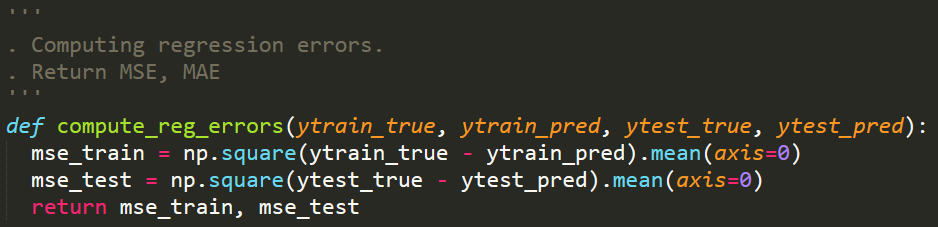 '''
. Computing regression errors.
. Return MSE, MAE
'''
def compute_reg_errors(ytrain_true, ytrain_pred, ytest_true, ytest_pred):
mse_train = np.square(ytrain_true - ytrain_pred).mean(axis=0)
mse_test = np.square(ytest_true - ytest_pred).mean(axis=0)
return mse_train, mse_test